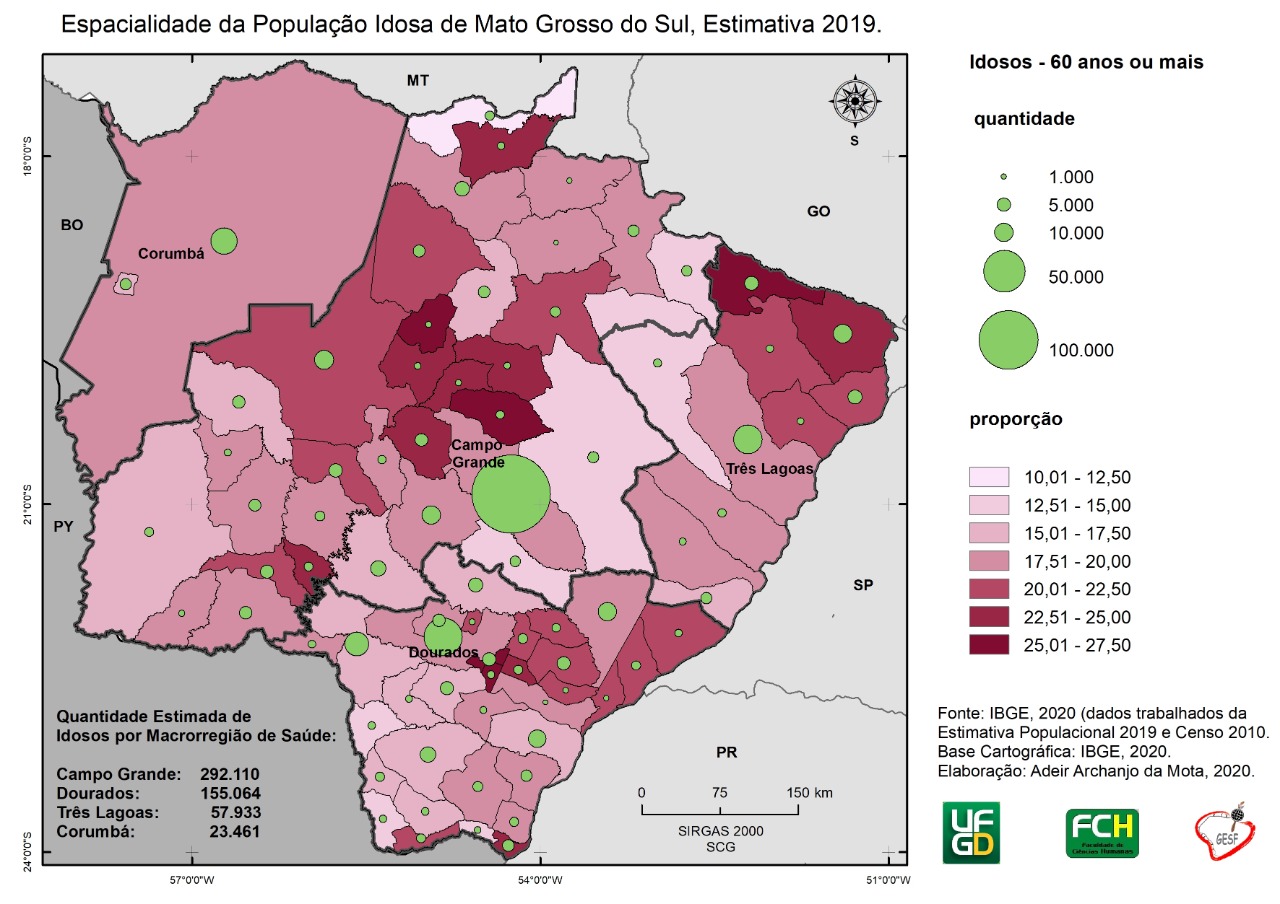 Espacialidade da População Idosa de Mato Grosso do Sul, Estimativa 2019.
MT
BO
GO
PY
SP
PR
S
Corumbá
Campo
Grande
Três Lagoas
Dourados
18°0'0"S
21°0'0"S
24°0'0"S
57°0'0"W
54°0'0"W
51°0'0"W
Quantidade Estimada de
Idosos por Macrorregião de Saúde:
Campo Grande: 292.110
Dourados: 155.064
Três Lagoas: 57.933
Corumbá: 23.461
0 75 150 km
SIRGAS 2000
SCG
Idosos - 60 anos ou mais
quantidade
1.000
5.000
10.000
50.000
100.000
proporção
10,01 - 12,50
12,51 - 15,00
15,01 - 17,50
17,51 - 20,00
20,01 - 22,50
22,51 - 25,00
25,01 - 27,50
Fonte: IBGE, 2020 (dados trabalhados da
Estimativa Populacional 2019 e Censo 2010.
Base Cartográfica: IBGE, 2020.
Elaboração: Adeir Archanjo da Mota, 2020.
UF
GD
FCH
Faculdade de
Ciências Humanas
GESF